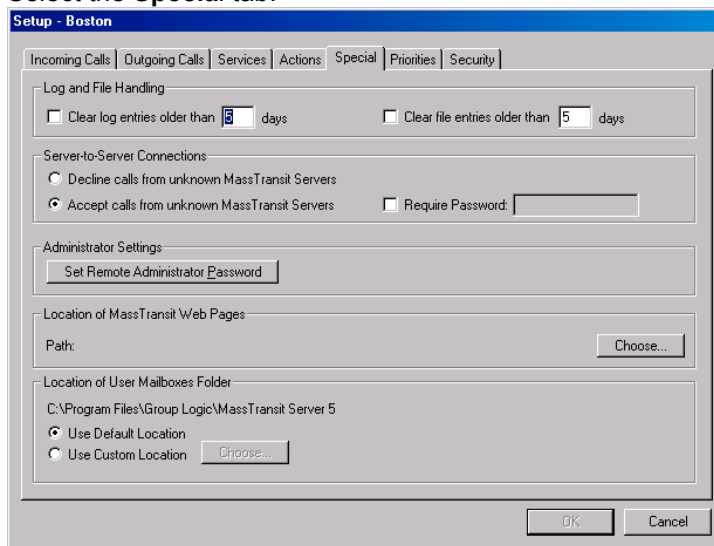 Select the Special tab.
Setup - Boston
Incoming Calls Outgoing Calls Services Actions Special Priorities Security
Log and File Handling
Clear log entries older than 5 days Clear file entries older than 5 days
Server-to-Server Connections
Decline calls from unknown MassTransit Servers
Accept calls from unknown MassTransit Servers Require Password:
Administrator Settings
Set Remote Administrator Password
Location of MassTransit Web Pages
Path: Choose...
Location of User Mailboxes Folder
C:\Program Files\Group Logic\MassTransit Server 5
Use Default Location
Use Custom Location Choose...
OK Cancel